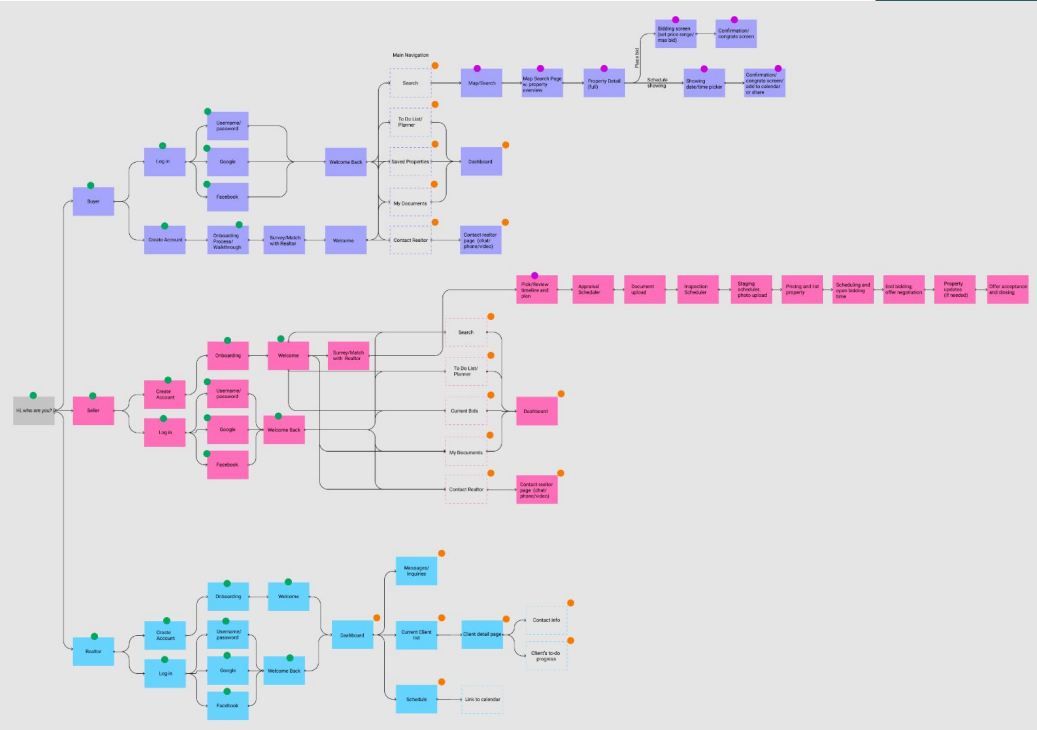 Main Navigation
Bidding screen
(set price range/
max bid)
Confirmation/
congrats screen
Place bid
Search
Map/Search
Map Search Page
w. property
overview
Property Detail
(full)
Schedule
showing
Showing
date/time picker
Confirmation/
congrats screen/
add to calendar
or share
Username/
password
To Do List/
Planner
Log in
Google
Welcome Back
Saved Properties
Dashboard
Facebook
Buyer
My Documents
Create Account
Onboarding
Process/
Walkthrough
Survey/Match
with Realtor
Welcome
Contact Realtor
Contact realtor
page (chat/
phone/video)
Pick/Review
timeline and
plan
Appraisal
Scheduler
Document
upload
Inspection
Scheduler
Staging
scheduler,
photo upload
Pricing and list
property
Scheduling and
open bidding
time
End bidding,
offer negotiation
Property
updates
(if needed)
Offer acceptance
and closing
Search
Onboarding
Welcome
Survey/Match
with Realtor
To Do List/
Planner
Create
Account
Username/
password
Hi, who are you?
Seller
Current Bids
Dashboard
Log in
Google
Welcome Back
My Documents
Facebook
Contact Realtor
Contact realtor
page (chat/
phone/video)
Messages/
Inquiries
Onboarding
Welcome
Contact info
Create
Account
Username/
password
Dashboard
Current Client
list
Client detail page
Realtor
Client's to-do
progress
Log in
Google
Welcome Back
Facebook
Schedule
Link to calendar